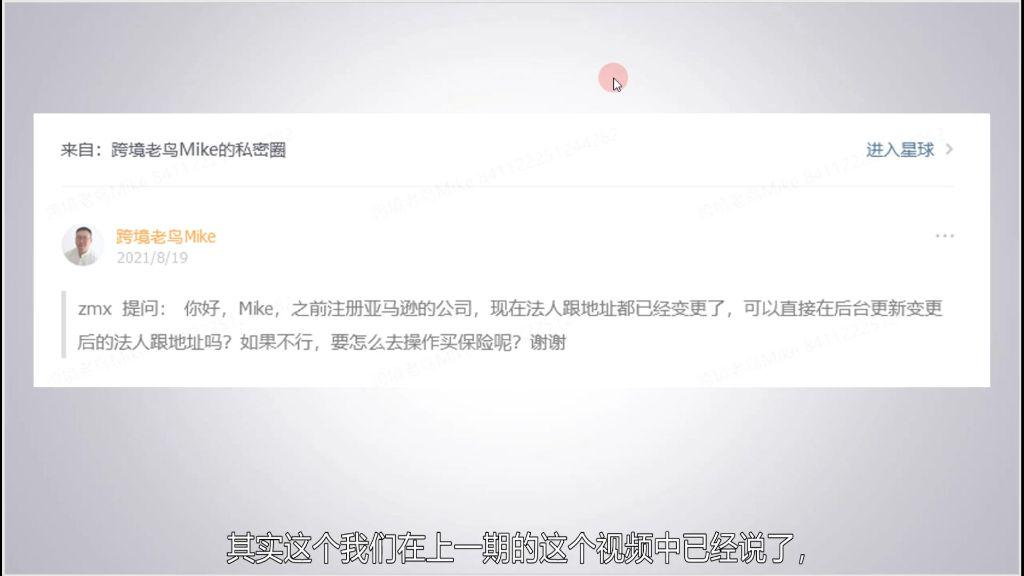 来自：跨境老鸟Mike的私密圈
进入星球
跨境老鸟Mike
2021/8/19
zmx 提问： 你好，Mike，之前注册亚马逊的公司，现在法人跟地址都已经变更了，可以直接在后台更新变更
后的法人跟地址吗？如果不行，要怎么去操作买保险呢？谢谢
其实这个我们在上一期的这个视频中已经说了，